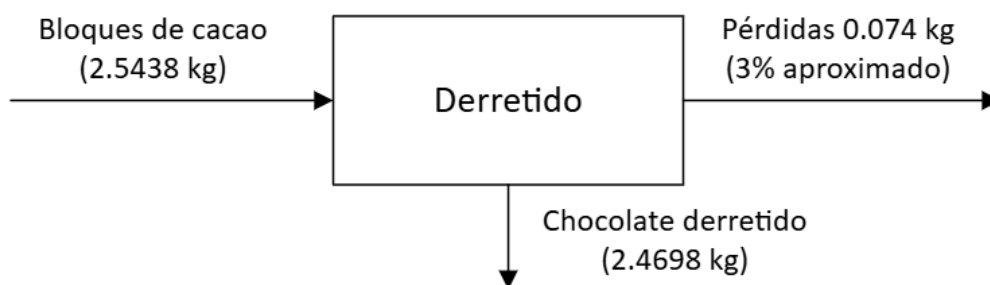 Bloques de cacao
(2.5438 kg)
Pérdidas 0.074 kg
(3% aproximado)
Derretido
Chocolate derretido
(2.4698 kg)